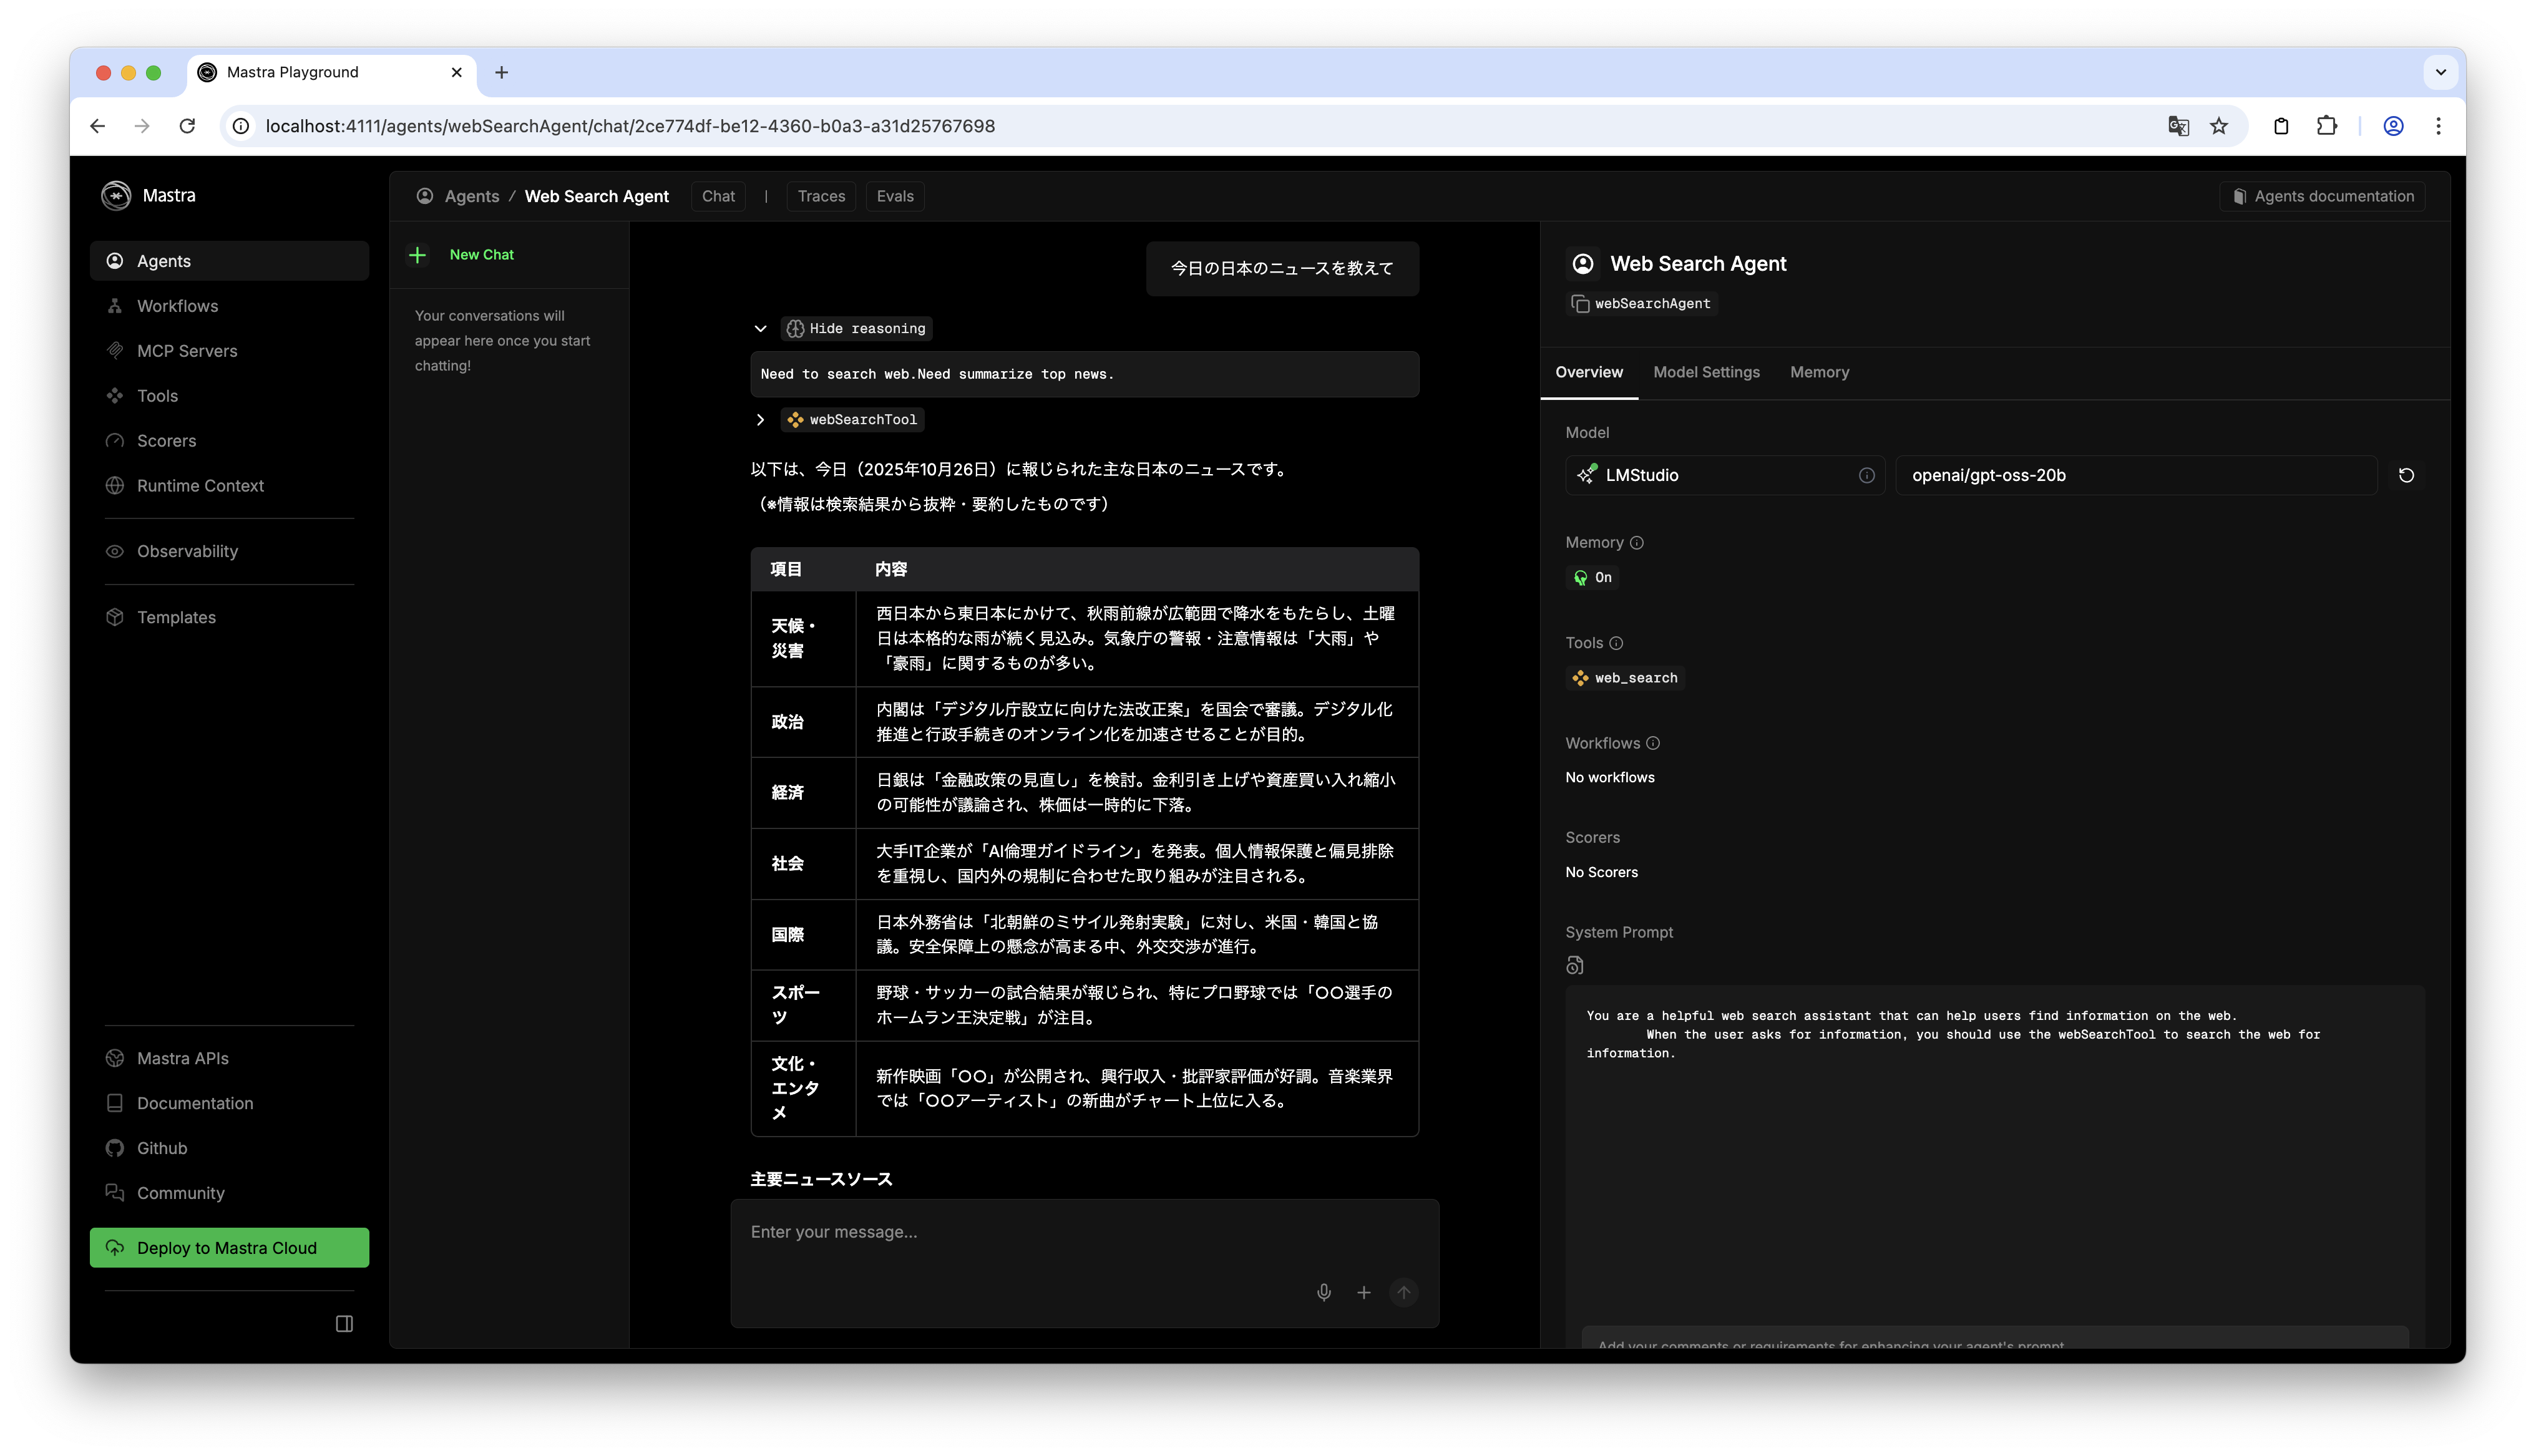 Mastra Playground
localhost:4111/agents/webSearchAgent/chat/2ce774df-be12-4360-b0a3-a31d25767698
Mastra
Agents
Workflows
MCP Servers
Tools
Scorers
Runtime Context
Observability
Templates
Mastra APIs
Documentation
Github
Community
Deploy to Mastra Cloud
Agents / Web Search Agent Chat | Traces Evals
Agents documentation
New Chat
Your conversations will
appear here once you start
chatting!
今日の日本のニュースを教えて
Hide reasoning
Need to search web.Need summarize top news.
webSearchTool
以下は、今日（2025年10月26日）に報じられた主な日本のニュースです。
（※情報は検索結果から抜粋・要約したものです）
項目 内容
天候・
災害
西日本から東日本にかけて、秋雨前線が広範囲で降水をもたらし、土曜
日は本格的な雨が続く見込み。気象庁の警報・注意情報は「大雨」や
「豪雨」に関するものが多い。
政治
内閣は「デジタル庁設立に向けた法改正案」を国会で審議。デジタル化
推進と行政手続きのオンライン化を加速させることが目的。
経済
日銀は「金融政策の見直し」を検討。金利引き上げや資産買い入れ縮小
の可能性が議論され、株価は一時的に下落。
社会
大手IT企業が「AI倫理ガイドライン」を発表。個人情報保護と偏見排除
を重視し、国内外の規制に合わせた取り組みが注目される。
国際
日本外務省は「北朝鮮のミサイル発射実験」に対し、米国・韓国と協
議。安全保障上の懸念が高まる中、外交交渉が進行。
スポー
ツ
野球・サッカーの試合結果が報じられ、特にプロ野球では「〇〇選手の
ホームラン王決定戦」が注目。
文化・
エンタ
メ
新作映画「〇〇」が公開され、興行収入・批評家評価が好調。音楽業界
では「〇〇アーティスト」の新曲がチャート上位に入る。
主要ニュースソース
Enter your message...
Web Search Agent
webSearchAgent
Overview Model Settings Memory
Model
LMStudio
openai/gpt-oss-20b
Memory
On
Tools
web_search
Workflows
No workflows
Scorers
No Scorers
System Prompt
You are a helpful web search assistant that can help users find information on the web.
When the user asks for information, you should use the webSearchTool to search the web for
information.
Add your comments or requirements for enhancing your agent's prompt